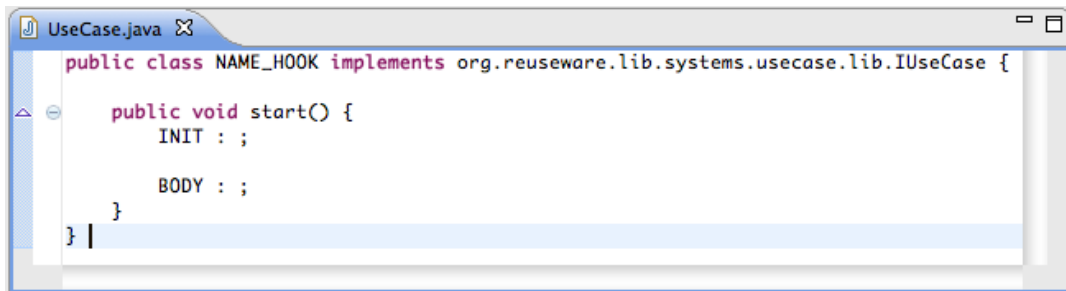 UseCase.java
public class NAME_HOOK implements org.reuseware.lib.systems.usecase.lib.IUseCase {
public void start() {
INIT : ;
BODY : ;
}
}